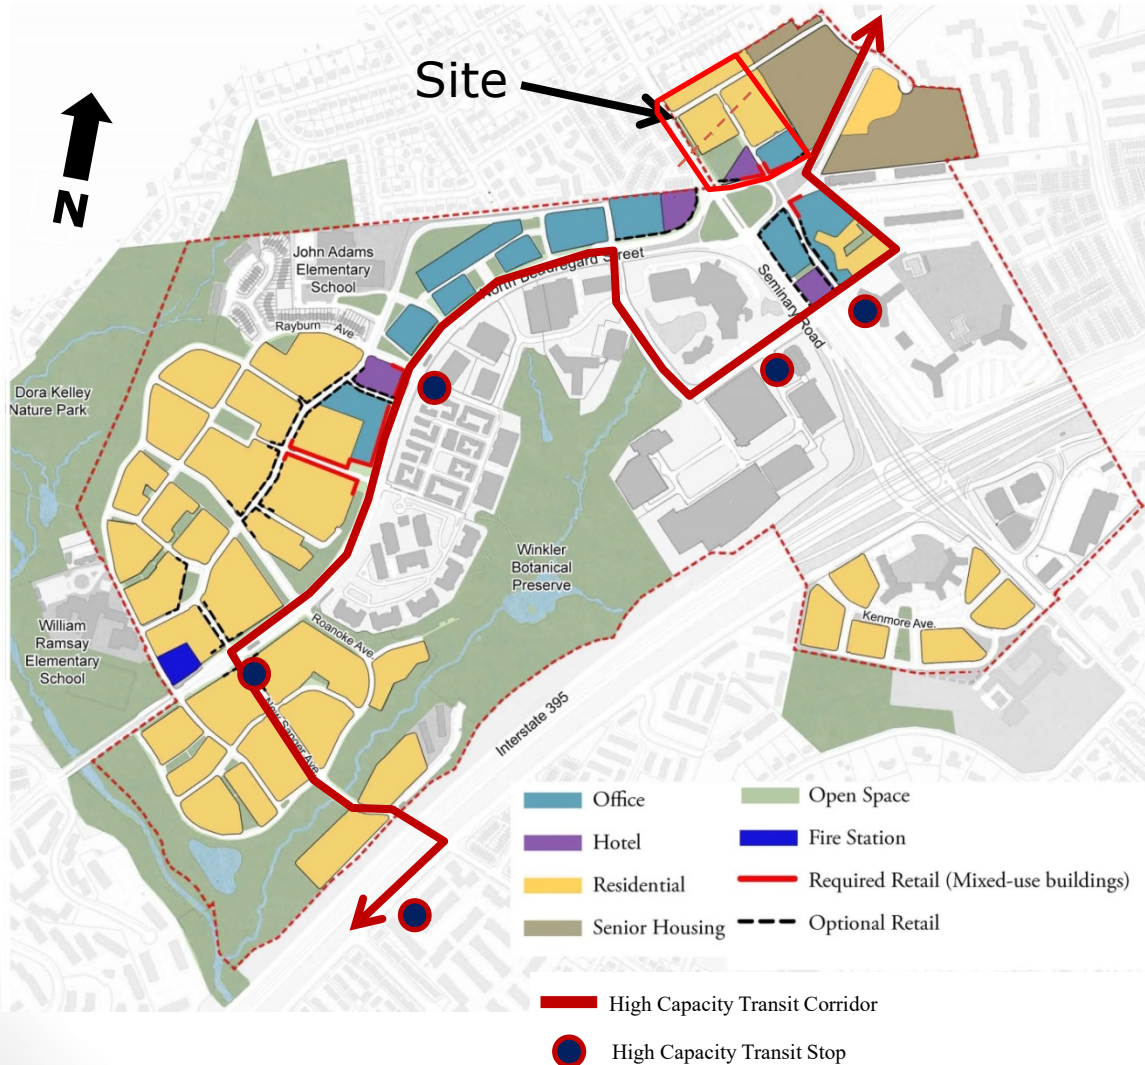 Site
N
John Adams
Elementary
School
North Beauregard Street
Seminary Road
Rayburn Ave
Dora Kelley
Nature Park
Winkler
Botanical
Preserve
Roanoke Ave.
Kenmore Ave.
William
Ramsay
Elementary
School
Interstate 395
Office
Hotel
Residential
Senior Housing
Open Space
Fire Station
Required Retail (Mixed-use buildings)
Optional Retail
High Capacity Transit Corridor
High Capacity Transit Stop